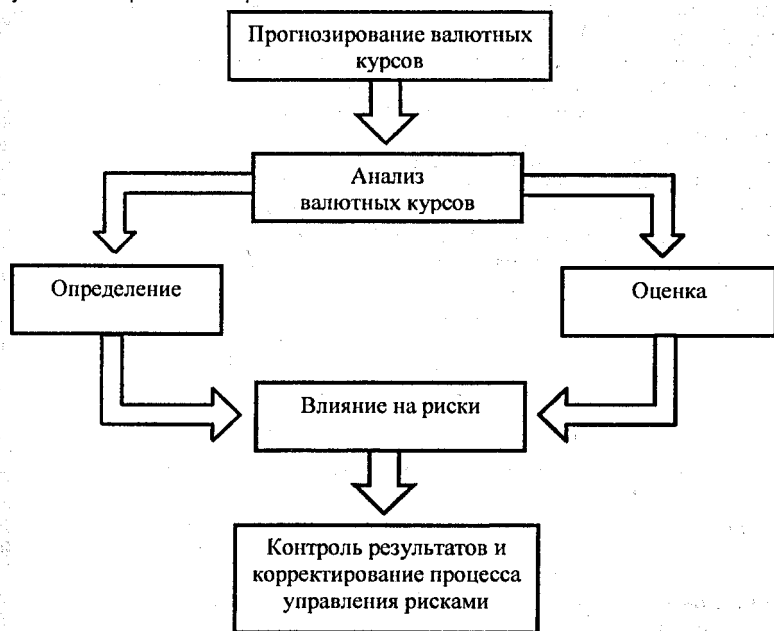 Прогнозирование валютных
курсов
Анализ
валютных курсов
Определение
Оценка
Влияние на риски
Контроль результатов и
корректирование процесса
управления рисками